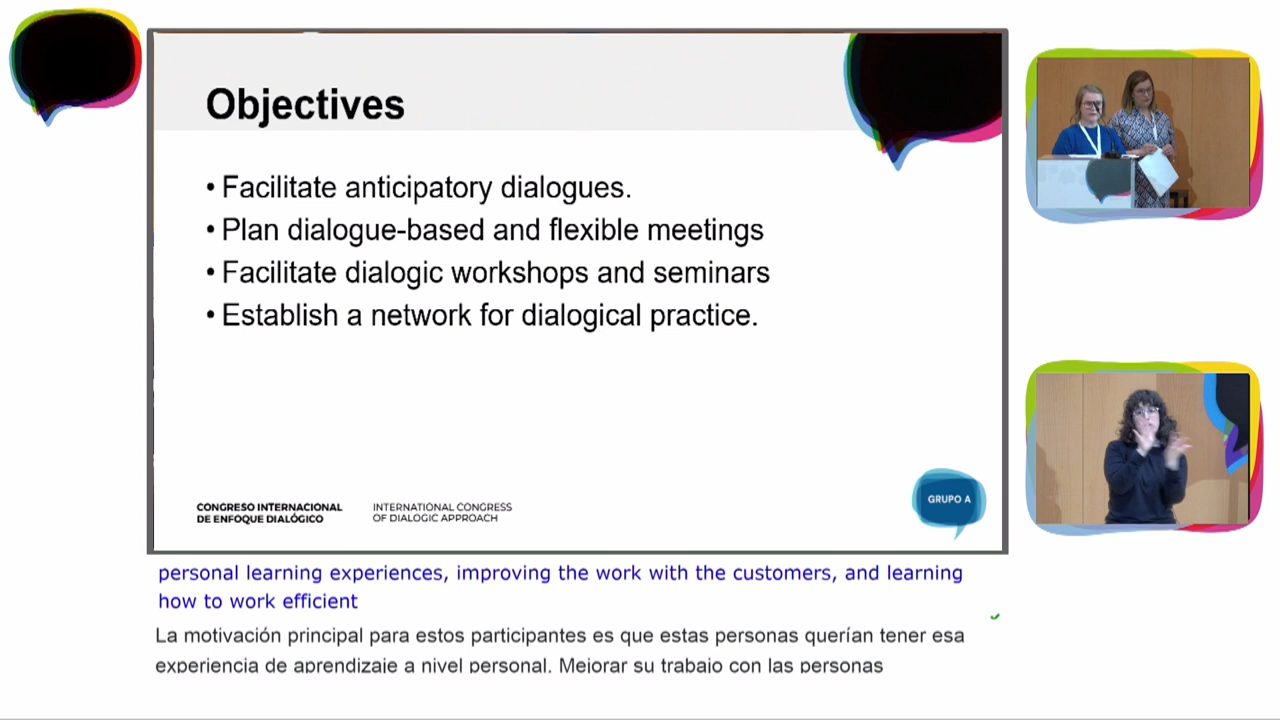 Objectives
• Facilitate anticipatory dialogues.
• Plan dialogue-based and flexible meetings
• Facilitate dialogic workshops and seminars
• Establish a network for dialogical practice.
CONGRESO INTERNACIONAL
DE ENFOQUE DIALÓGICO
INTERNATIONAL CONGRESS
OF DIALOGIC APPROACH
GRUPO A
personal learning experiences, improving the work with the customers, and learning
how to work efficient
La motivación principal para estos participantes es que estas personas querían tener esa
experiencia de aprendizaje a nivel personal. Mejorar su trabajo con las personas